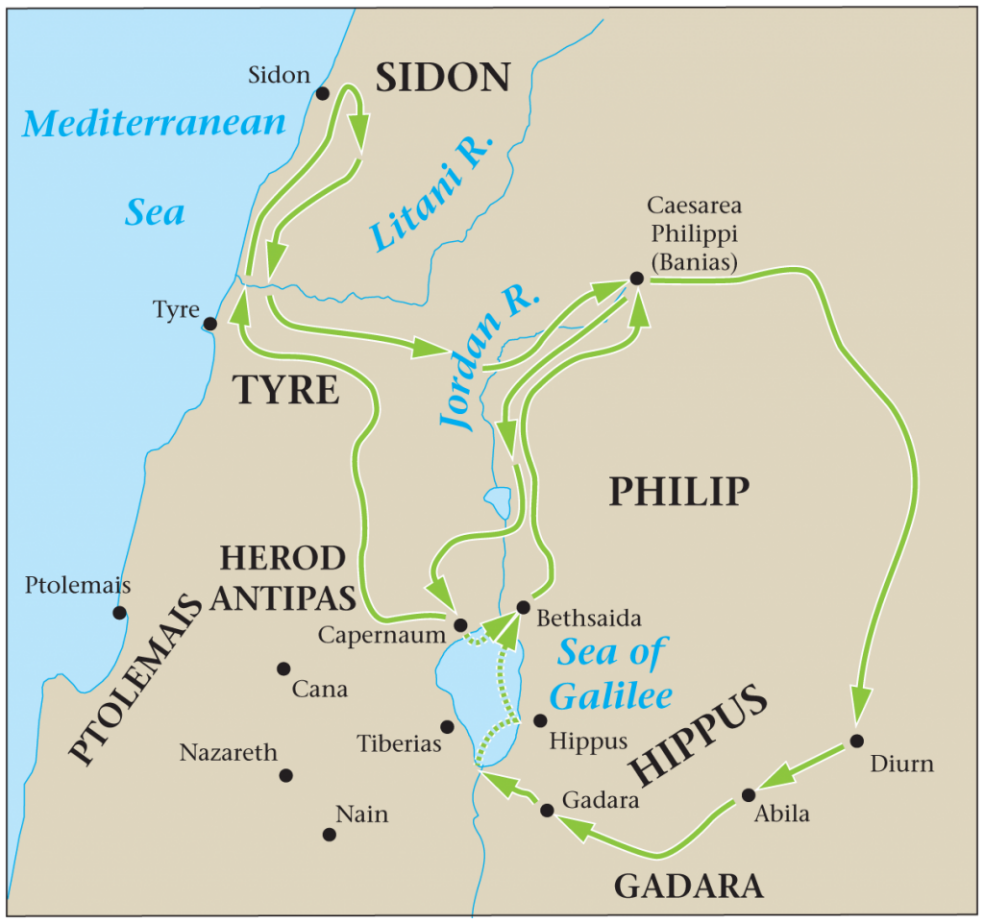 Sidon
SIDON
Mediterranean
Sea
Litani R.
Caesarea
Philippi
(Banias)
Tyre
Jordan R.
TYRE
PHILIP
HEROD
ANTIPAS
Ptolemais
PTOLEMAIS
Capernaum
Bethsaida
Sea of
Galilee
Cana
Tiberias
Hippus
HIPPUS
Nazareth
Diurn
Gadara
Abila
Nain
GADARA